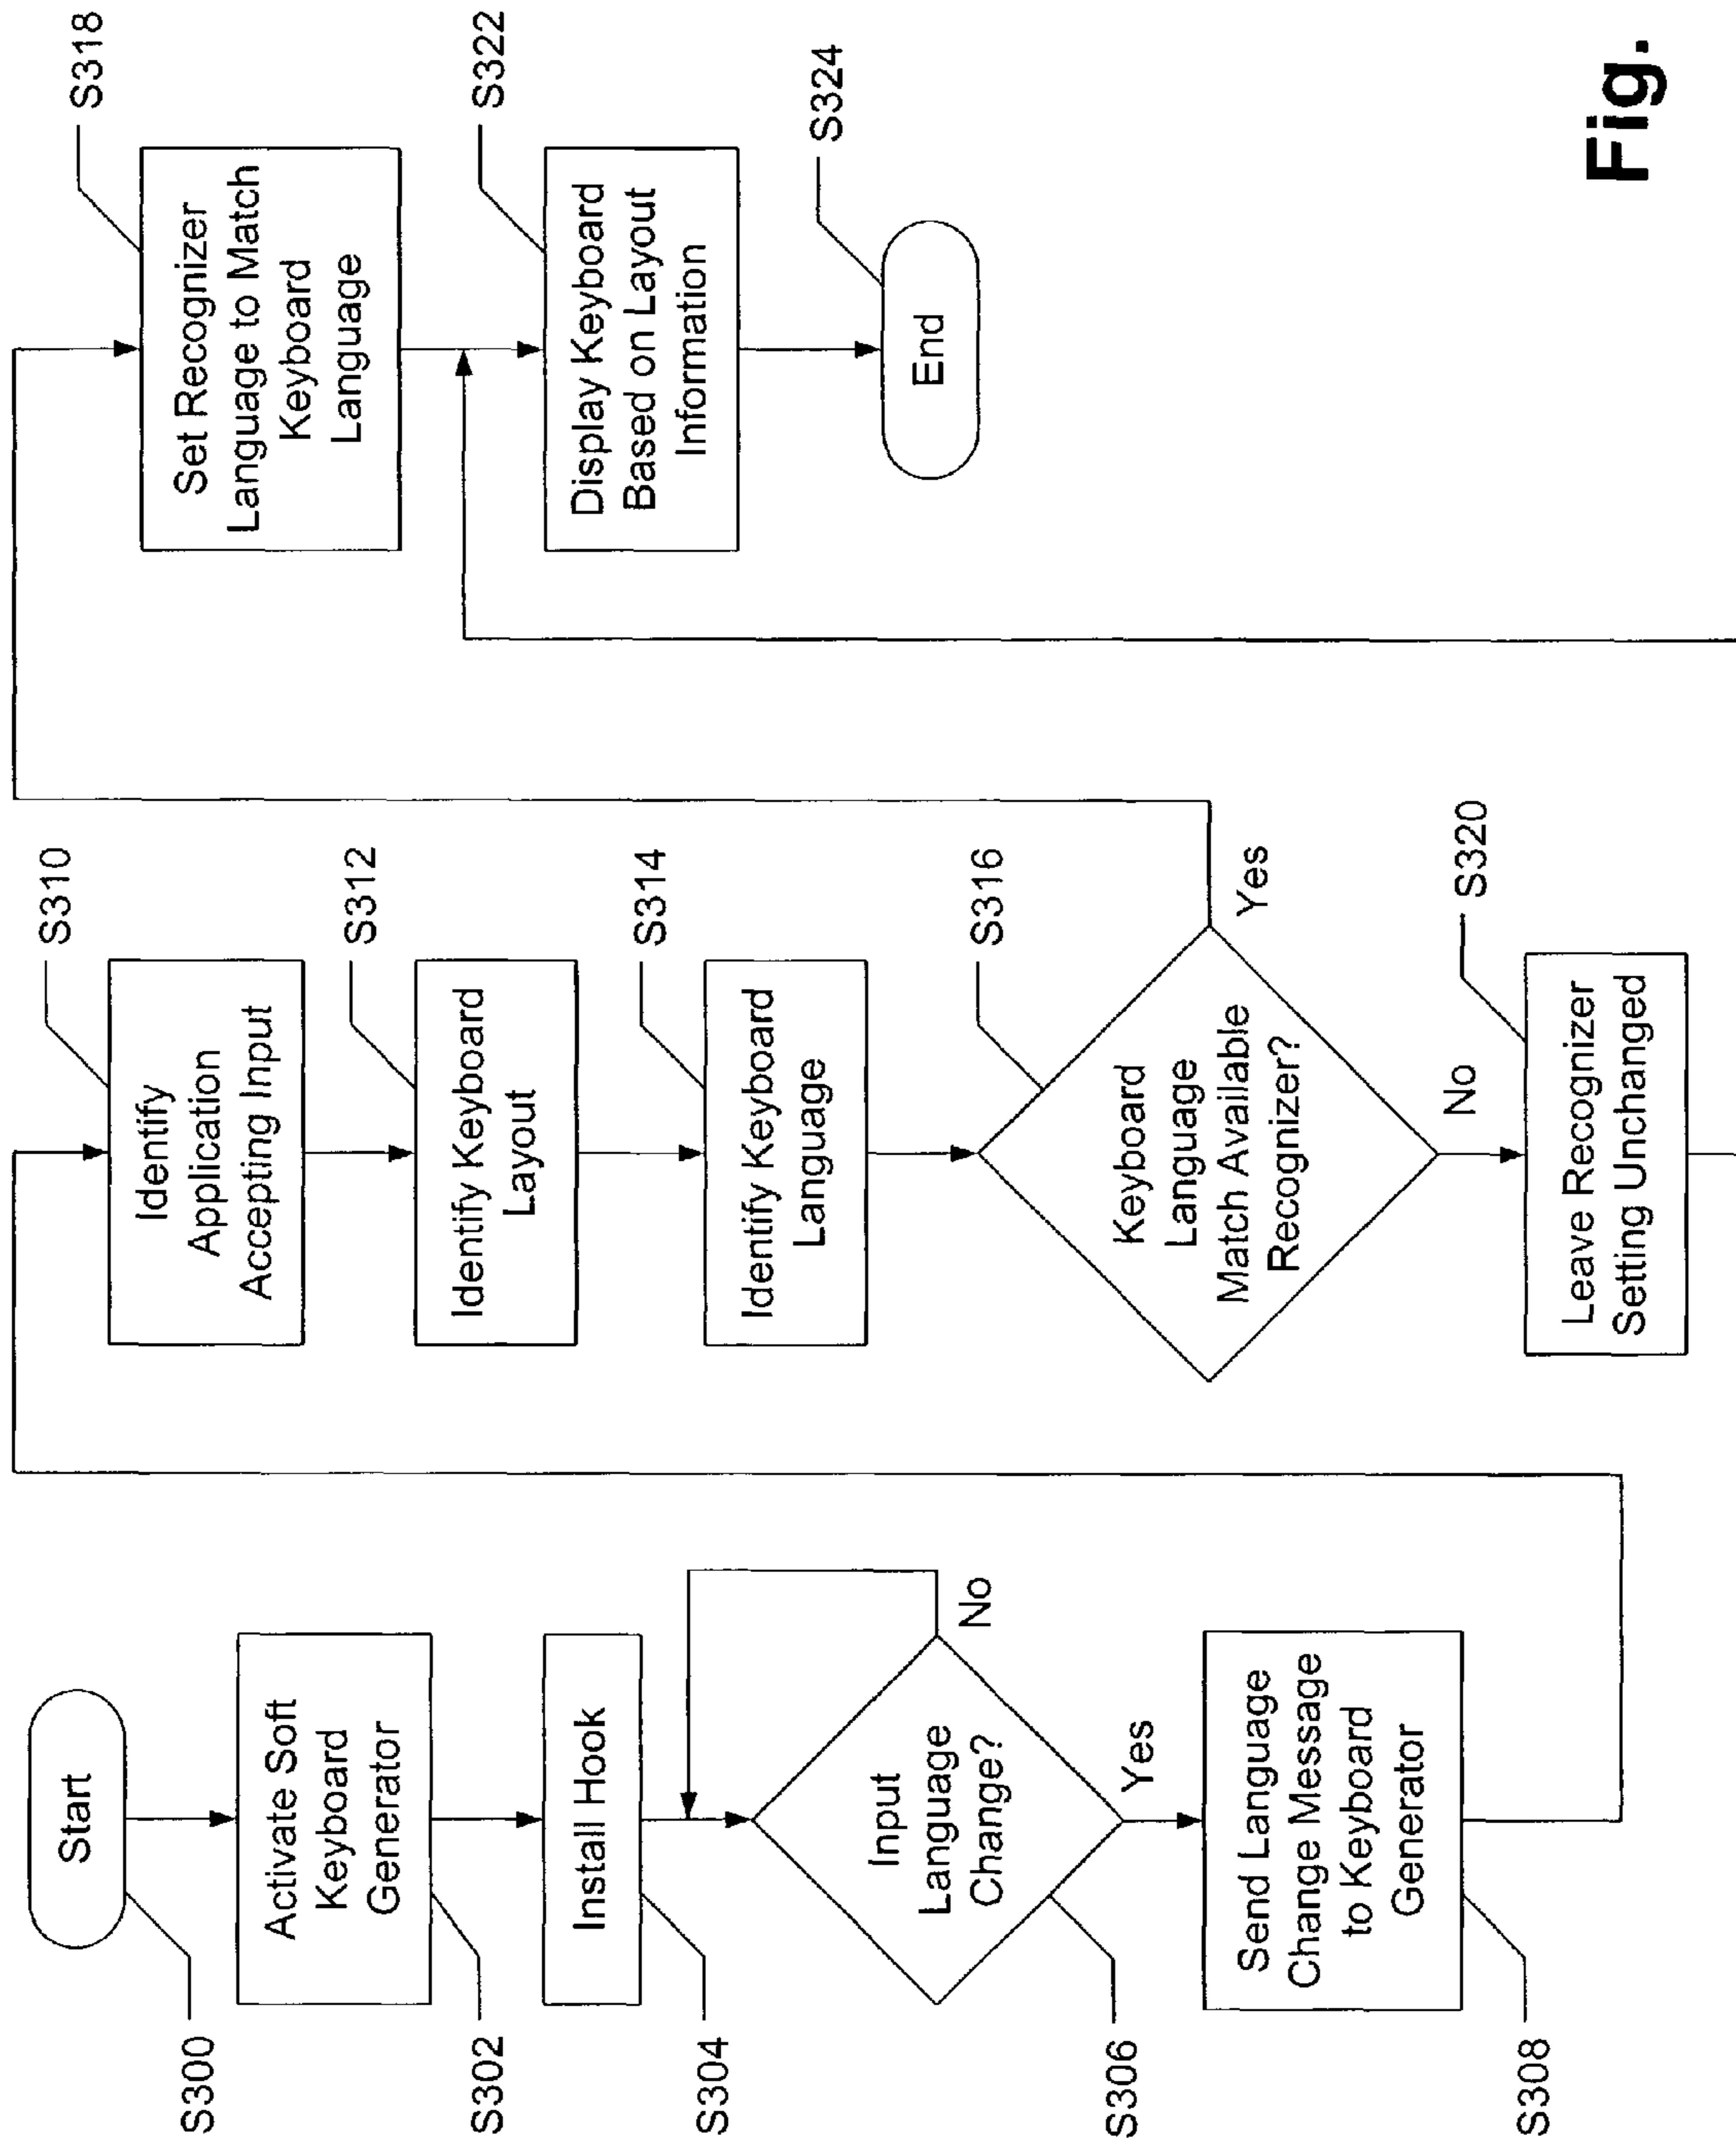 Start
S300
Activate Soft
Keyboard
Generator
S302
Install Hook
S304
Input
Language
Change?
No
Yes
S306
Send Language
Change Message
to Keyboard
Generator
S308
S310
Identify
Application
Accepting Input
S312
Identify Keyboard
Layout
S314
Identify Keyboard
Language
S316
Keyboard
Language
Match Available
Recognizer?
Yes
No
S320
Leave Recognizer
Setting Unchanged
S318
Set Recognizer
Language to Match
Keyboard
Language
S322
Display Keyboard
Based on Layout
Information
S324
End
Fig.